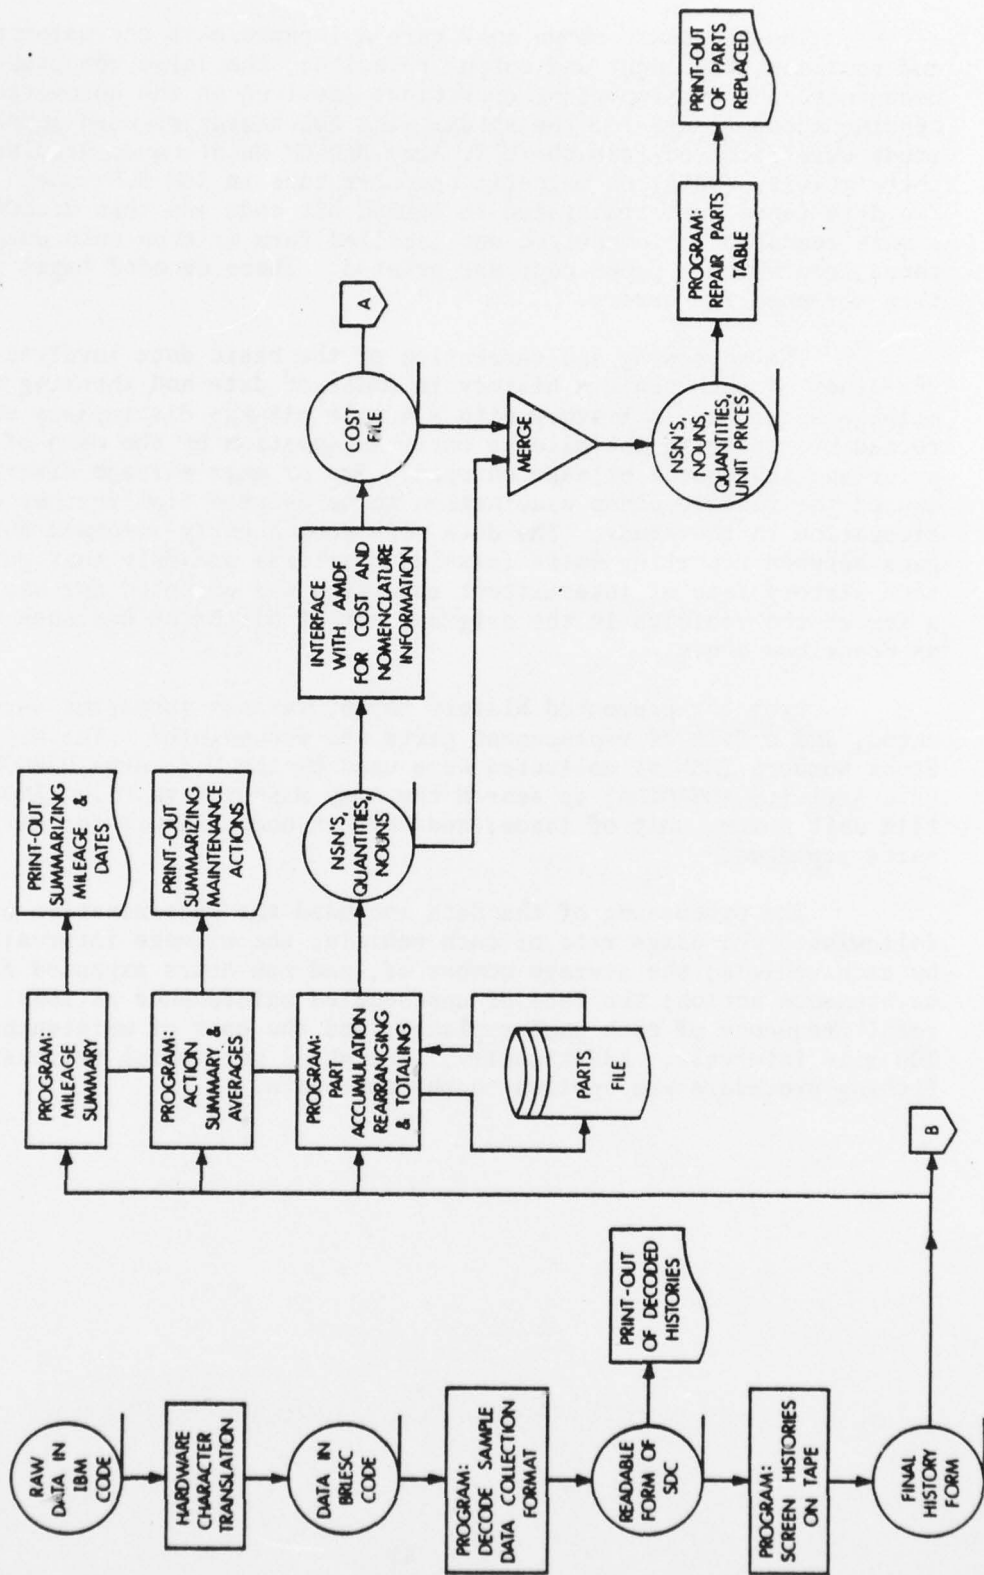 RAW
DATA IN
IBM
CODE
HARDWARE
CHARACTER
TRANSLATION
DATA IN
BRLESC
CODE
PROGRAM:
DECODE SAMPLE
DATA COLLECTION
FORMAT
READABLE
FORM OF
SDC
PRINT-OUT
OF DECODED
HISTORIES
PROGRAM:
SCREEN HISTORIES
ON TAPE
FINAL
HISTORY
FORM
B
PROGRAM:
MILEAGE
SUMMARY
PRINT-OUT
SUMMARIZING
MILEAGE &
DATES
PROGRAM:
ACTION
SUMMARY &
AVERAGES
PRINT-OUT
SUMMARIZING
MAINTENANCE
ACTIONS
PROGRAM:
PART
ACCUMULATION
REARRANGING
& TOTALING
PARTS
FILE
NSN'S,
QUANTITIES,
NOUNS
INTERFACE
WITH AMDF
FOR COST AND
NOMENCLATURE
INFORMATION
COST
FILE
A
MERGE
NSN'S,
NOUNS,
QUANTITIES,
UNIT PRICES
PROGRAM:
REPAIR PARTS
TABLE
PRINT-OUT
OF PARTS
REPLACED